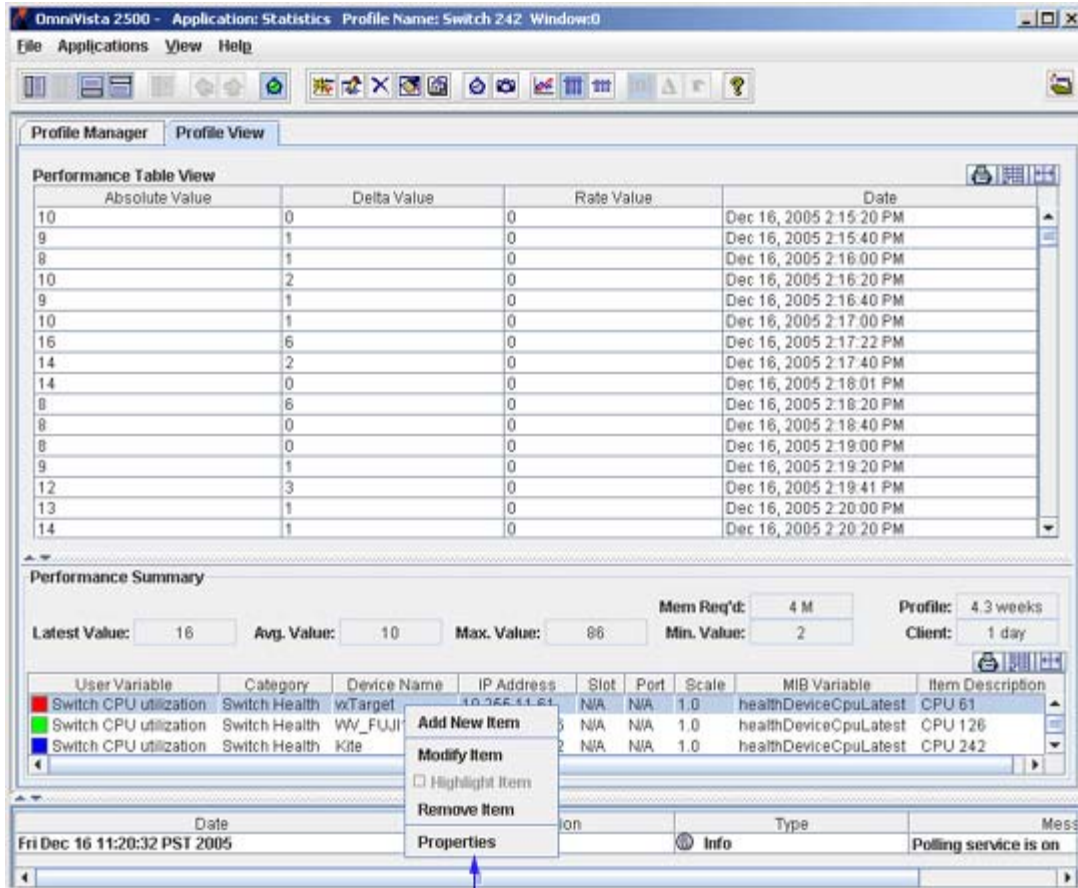 OmniVista 2500 - Application: Statistics Profile Name: Switch 242 Window:0
File Applications View Help
Profile Manager Profile View
Performance Table View
Absolute Value Delta Value Rate Value Date
10 0 0 Dec 16, 2005 2:15:20 PM
9 1 0 Dec 16, 2005 2:15:40 PM
8 1 0 Dec 16, 2005 2:16:00 PM
10 2 0 Dec 16, 2005 2:16:20 PM
9 1 0 Dec 16, 2005 2:16:40 PM
10 1 0 Dec 16, 2005 2:17:00 PM
16 6 0 Dec 16, 2005 2:17:22 PM
14 2 0 Dec 16, 2005 2:17:40 PM
14 0 0 Dec 16, 2005 2:18:01 PM
8 6 0 Dec 16, 2005 2:18:20 PM
8 0 0 Dec 16, 2005 2:18:40 PM
8 0 0 Dec 16, 2005 2:19:00 PM
9 1 0 Dec 16, 2005 2:19:20 PM
12 3 0 Dec 16, 2005 2:19:41 PM
13 1 0 Dec 16, 2005 2:20:00 PM
14 1 0 Dec 16, 2005 2:20:20 PM
Performance Summary
Mem Req'd: 4 M Profile: 4.3 weeks
Latest Value: 16 Avg. Value: 10 Max. Value: 86 Min. Value: 2 Client: 1 day
User Variable Category Device Name IP Address Slot Port Scale MIB Variable Item Description
Switch CPU utilization Switch Health vxTarget N/A N/A 1.0 healthDeviceCpuLatest CPU 61
Switch CPU utilization Switch Health N/A N/A 1.0 healthDeviceCpuLatest CPU 126
Switch CPU utilization Switch Health Kite 2 N/A N/A 1.0 healthDeviceCpuLatest CPU 242
Add New Item
Modify Item
Highlight Item
Remove Item
Properties
Date ion Type Mess
Fri Dec 16 11:20:32 PST 2005 Info Polling service is on